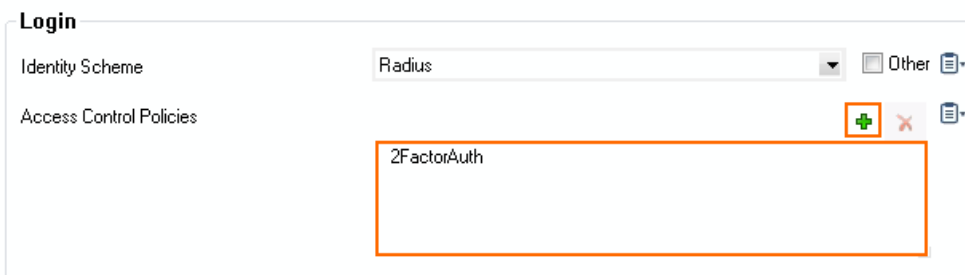 Login
Identity Scheme
Radius
Other
Access Control Policies
2FactorAuth